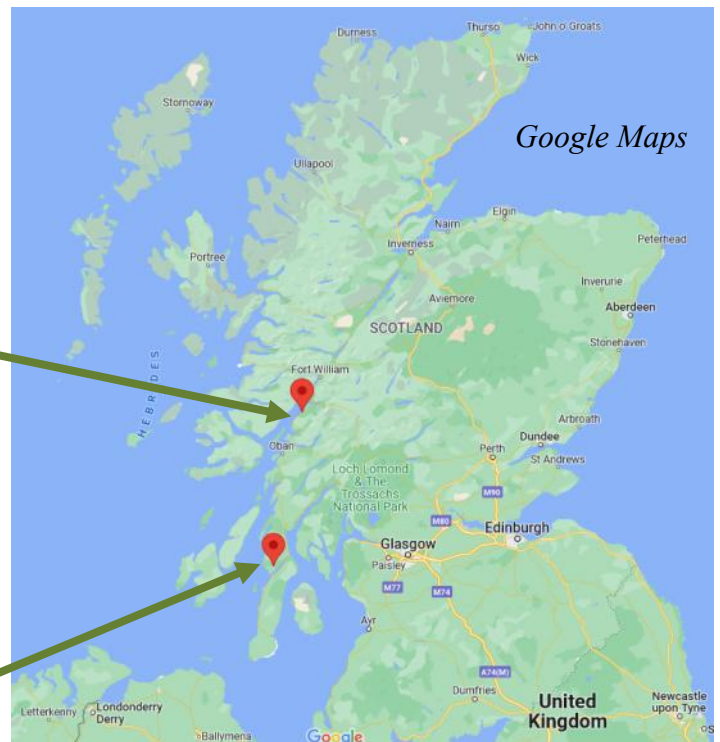 Durness
Thurso
John o' Groats
Wick
Stornoway
Google Maps
Ullapool
Elgin
Nairn
Peterhead
Portree
Inverness
Inverurie
Aviemore
Aberdeen
SCOTLAND
Stonehaven
HEBRIDES
Fort William
Arbroath
Dundee
Oban
Perth
St Andrews
Loch Lomond
& The
Trossachs
National Park
M90
M80
Edinburgh
Glasgow
Paisley
M77
M74
Ayr
A74(M)
Dumfries
United
Kingdom
Newcastle
upon Tyne
Letterkenny
Londonderry
Derry
Ballymena
Google